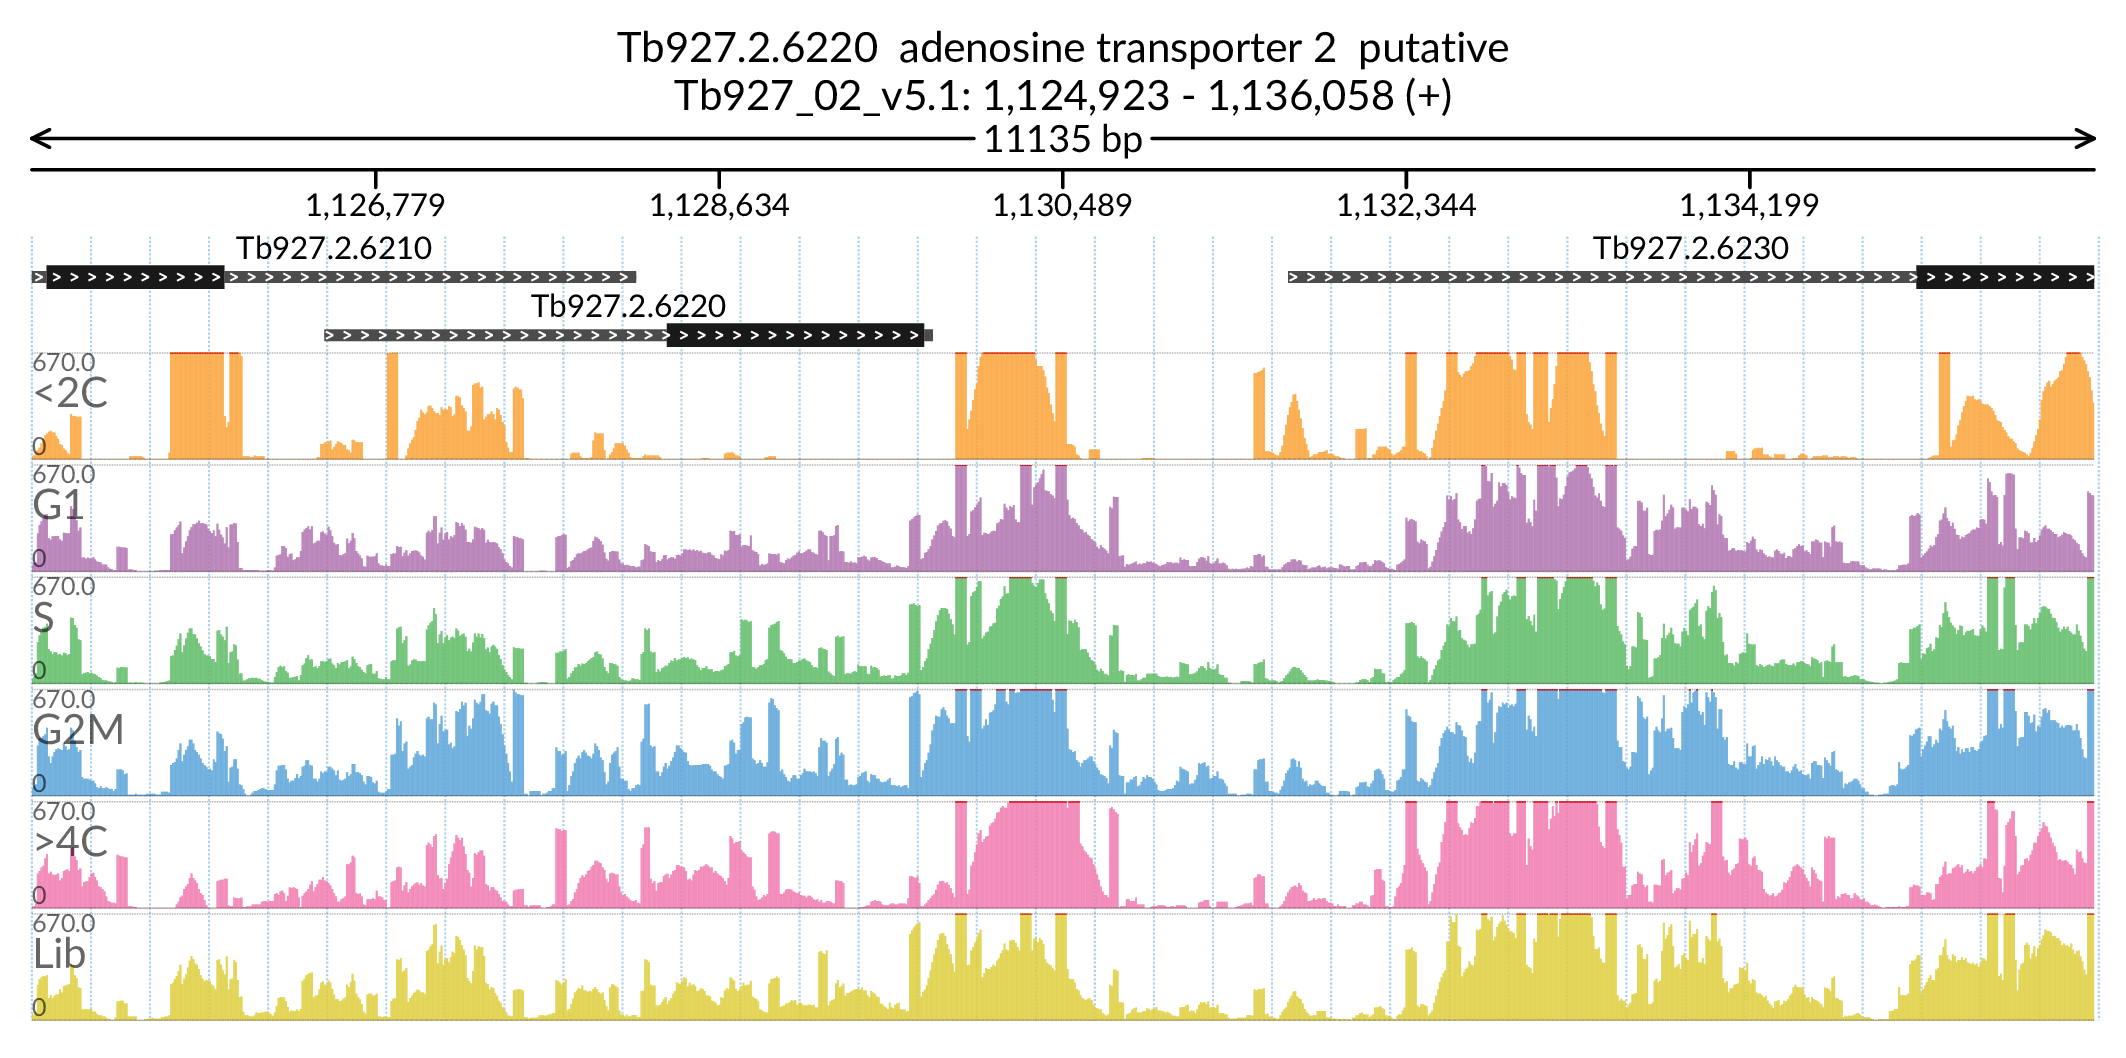 Tb927.2.6220 adenosine transporter 2 putative
Tb927_02_v5.1: 1,124,923 - 1,136,058 (+)
11135 bp
1,126,779 1,128,634 1,130,489 1,132,344 1,134,199
Tb927.2.6210 Tb927.2.6230
Tb927.2.6220
670.0
<2C
0
670.0
G1
0
670.0
S
0
670.0
G2M
0
670.0
>4C
0
670.0
Lib
0